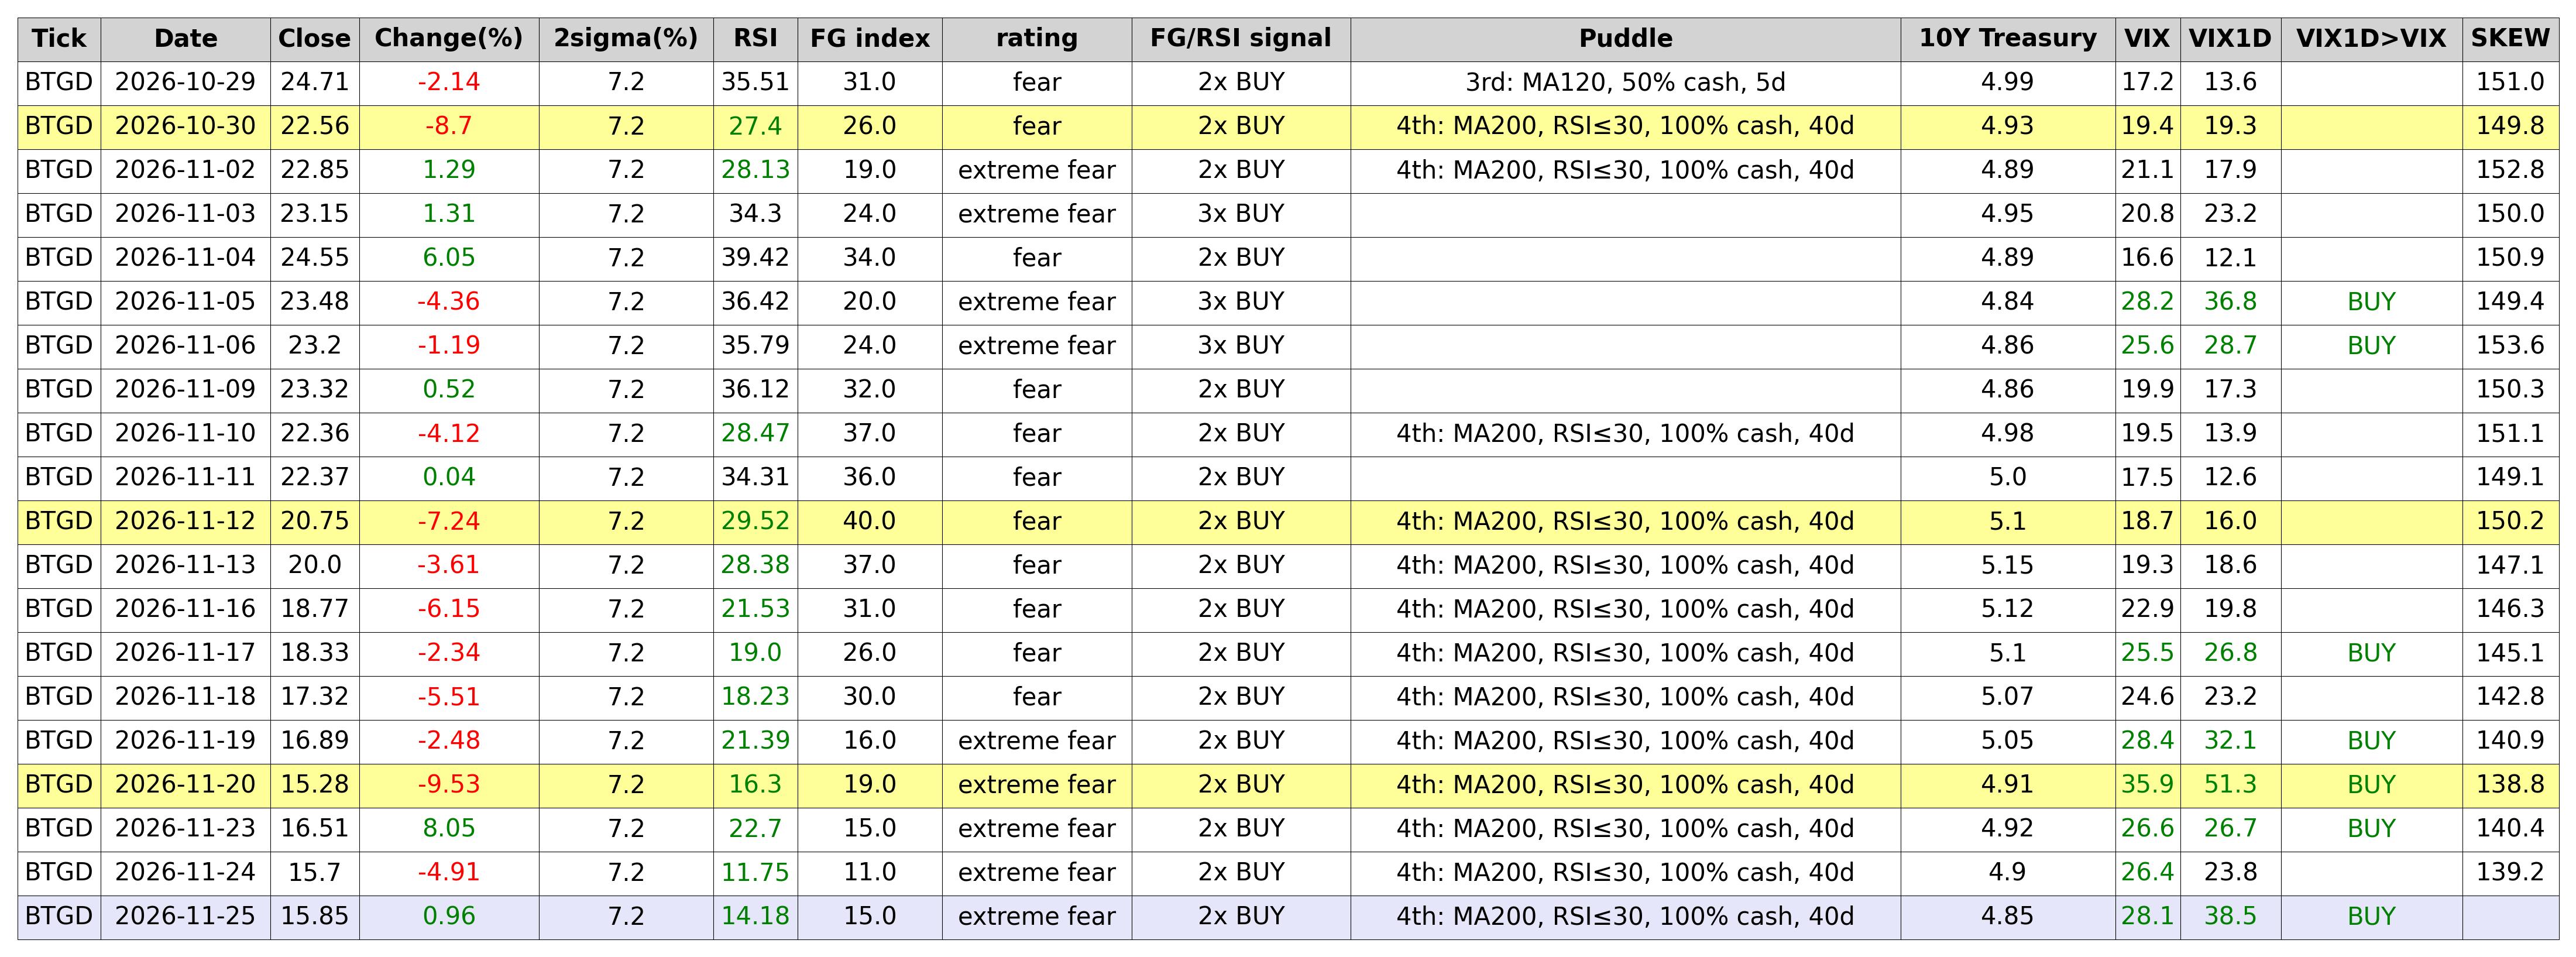 Tick Date Close Change(%) 2sigma(%) RSI FG index rating FG/RSI signal Puddle 10Y Treasury VIX VIX1D VIX1D>VIX SKEW
BTGD 2026-10-29 24.71 -2.14 7.2 35.51 31.0 fear 2x BUY 3rd: MA120, 50% cash, 5d 4.99 17.2 13.6 151.0
BTGD 2026-10-30 22.56 -8.7 7.2 27.4 26.0 fear 2x BUY 4th: MA200, RSI≤30, 100% cash, 40d 4.93 19.4 19.3 149.8
BTGD 2026-11-02 22.85 1.29 7.2 28.13 19.0 extreme fear 2x BUY 4th: MA200, RSI≤30, 100% cash, 40d 4.89 21.1 17.9 152.8
BTGD 2026-11-03 23.15 1.31 7.2 34.3 24.0 extreme fear 3x BUY 4.95 20.8 23.2 150.0
BTGD 2026-11-04 24.55 6.05 7.2 39.42 34.0 fear 2x BUY 4.89 16.6 12.1 150.9
BTGD 2026-11-05 23.48 -4.36 7.2 36.42 20.0 extreme fear 3x BUY 4.84 28.2 36.8 BUY 149.4
BTGD 2026-11-06 23.2 -1.19 7.2 35.79 24.0 extreme fear 3x BUY 4.86 25.6 28.7 BUY 153.6
BTGD 2026-11-09 23.32 0.52 7.2 36.12 32.0 fear 2x BUY 4.86 19.9 17.3 150.3
BTGD 2026-11-10 22.36 -4.12 7.2 28.47 37.0 fear 2x BUY 4th: MA200, RSI≤30, 100% cash, 40d 4.98 19.5 13.9 151.1
BTGD 2026-11-11 22.37 0.04 7.2 34.31 36.0 fear 2x BUY 5.0 17.5 12.6 149.1
BTGD 2026-11-12 20.75 -7.24 7.2 29.52 40.0 fear 2x BUY 4th: MA200, RSI≤30, 100% cash, 40d 5.1 18.7 16.0 150.2
BTGD 2026-11-13 20.0 -3.61 7.2 28.38 37.0 fear 2x BUY 4th: MA200, RSI≤30, 100% cash, 40d 5.15 19.3 18.6 147.1
BTGD 2026-11-16 18.77 -6.15 7.2 21.53 31.0 fear 2x BUY 4th: MA200, RSI≤30, 100% cash, 40d 5.12 22.9 19.8 146.3
BTGD 2026-11-17 18.33 -2.34 7.2 19.0 26.0 fear 2x BUY 4th: MA200, RSI≤30, 100% cash, 40d 5.1 25.5 26.8 BUY 145.1
BTGD 2026-11-18 17.32 -5.51 7.2 18.23 30.0 fear 2x BUY 4th: MA200, RSI≤30, 100% cash, 40d 5.07 24.6 23.2 142.8
BTGD 2026-11-19 16.89 -2.48 7.2 21.39 16.0 extreme fear 2x BUY 4th: MA200, RSI≤30, 100% cash, 40d 5.05 28.4 32.1 BUY 140.9
BTGD 2026-11-20 15.28 -9.53 7.2 16.3 19.0 extreme fear 2x BUY 4th: MA200, RSI≤30, 100% cash, 40d 4.91 35.9 51.3 BUY 138.8
BTGD 2026-11-23 16.51 8.05 7.2 22.7 15.0 extreme fear 2x BUY 4th: MA200, RSI≤30, 100% cash, 40d 4.92 26.6 26.7 BUY 140.4
BTGD 2026-11-24 15.7 -4.91 7.2 11.75 11.0 extreme fear 2x BUY 4th: MA200, RSI≤30, 100% cash, 40d 4.9 26.4 23.8 139.2
BTGD 2026-11-25 15.85 0.96 7.2 14.18 15.0 extreme fear 2x BUY 4th: MA200, RSI≤30, 100% cash, 40d 4.85 28.1 38.5 BUY